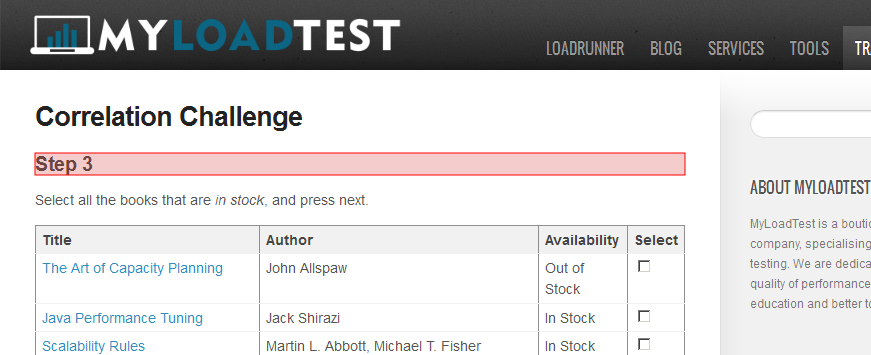 MYLOADTEST
LOADRUNNER BLOG SERVICES TOOLS TR
Correlation Challenge
Step 3
Select all the books that are in stock, and press next.
Title Author Availability Select
The Art of Capacity Planning John Allspaw Out of
Stock
Java Performance Tuning Jack Shirazi In Stock
Scalability Rules Martin L. Abbott, Michael T. Fisher In Stock
ABOUT MYLOADTEST
MyLoadTest is a boutic
company, specialising
testing. We are dedica
quality of performance
education and better to